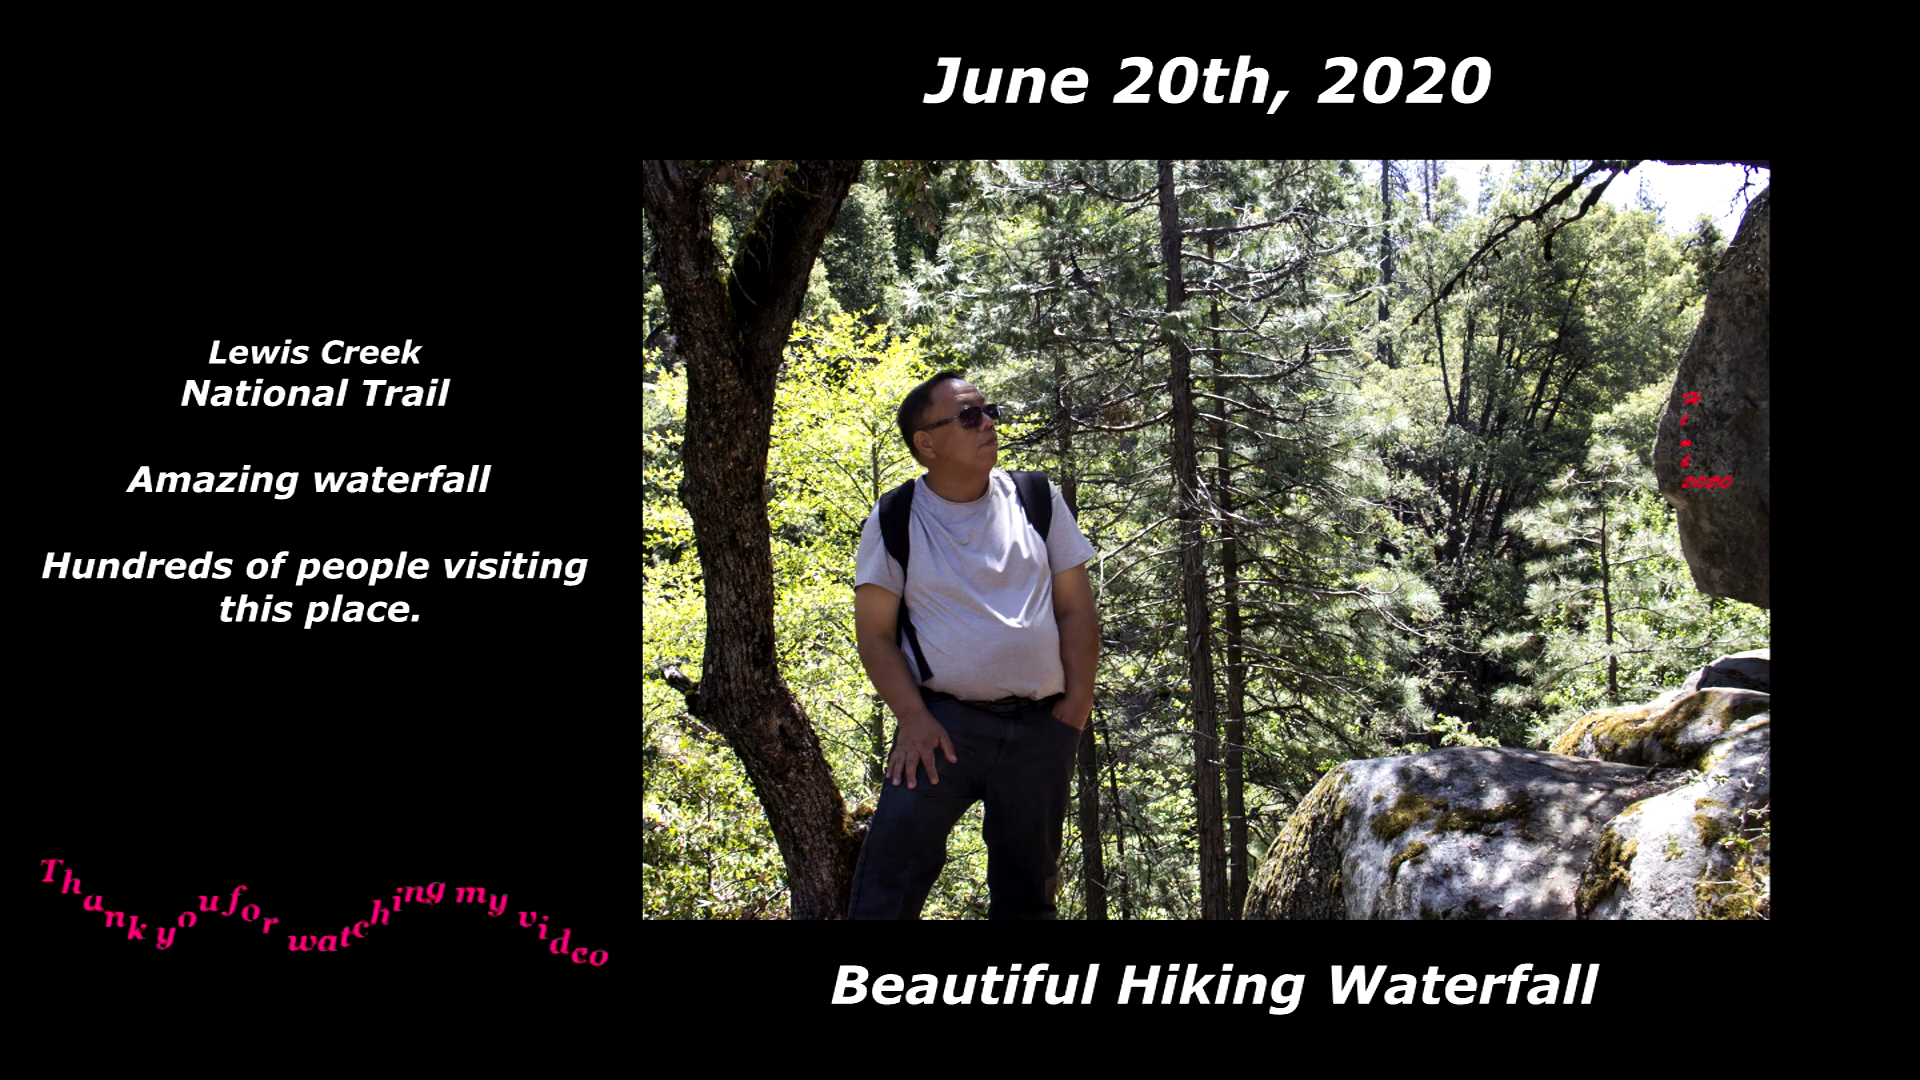 June 20th, 2020
Lewis Creek
National Trail
Amazing waterfall
Hundreds of people visiting
this place.
Thank you for watching my video
2020
Beautiful Hiking Waterfall